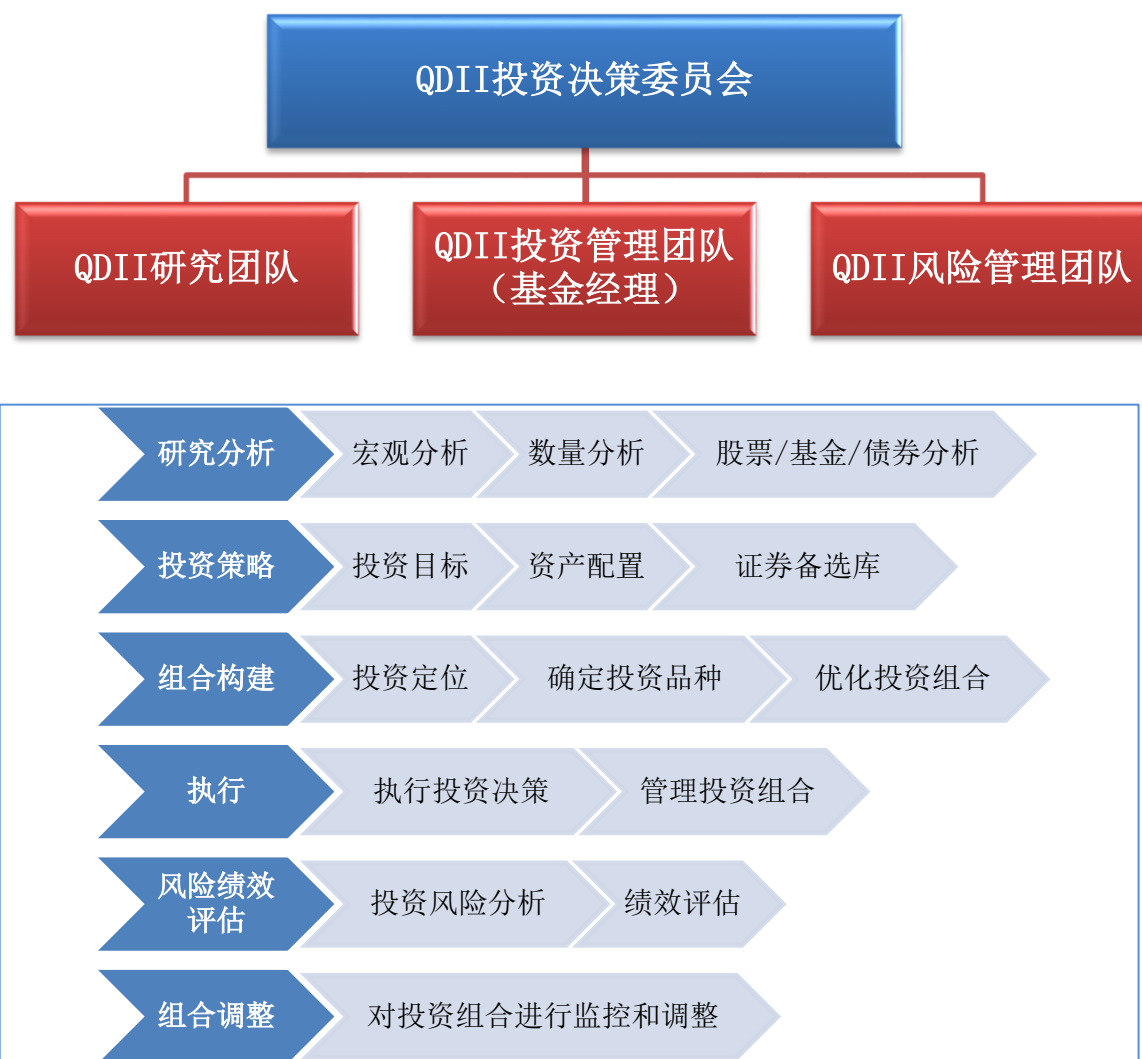 QDII投资决策委员会
QDII研究团队
QDII投资管理团队
（基金经理）
QDII风险管理团队
研究分析 宏观分析 数量分析 股票/基金/债券分析
投资策略 投资目标 资产配置 证券备选库
组合构建 投资定位 确定投资品种 优化投资组合
执行 执行投资决策 管理投资组合
风险绩效
评估
投资风险分析 绩效评估
组合调整 对投资组合进行监控和调整